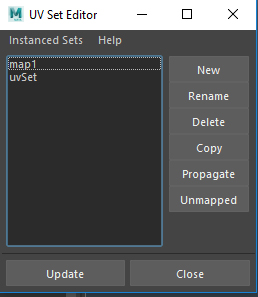 UV Set Editor
Instanced Sets Help
map1
uvSet
New
Rename
Delete
Copy
Propagate
Unmapped
Update Close